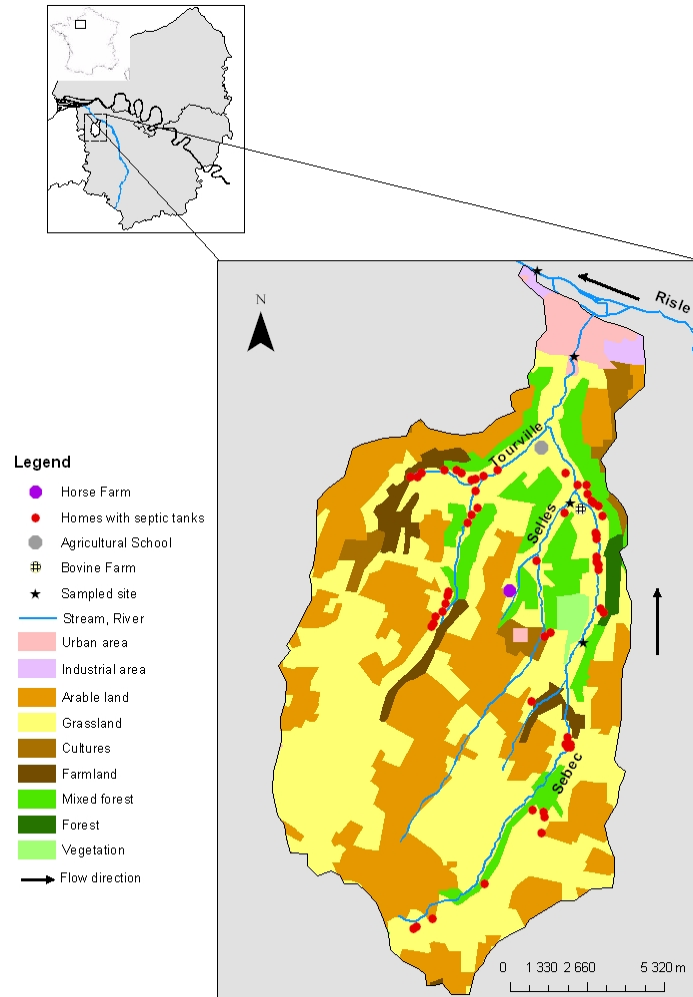 N
Risle
Tourville
Selles
Sebec
Legend
Horse Farm
Homes with septic tanks
Agricultural School
Bovine Farm
Sampled site
Stream, River
Urban area
Industrial area
Arable land
Grassland
Cultures
Farmland
Mixed forest
Forest
Vegetation
Flow direction
0 1 330 2 660 5 320 m